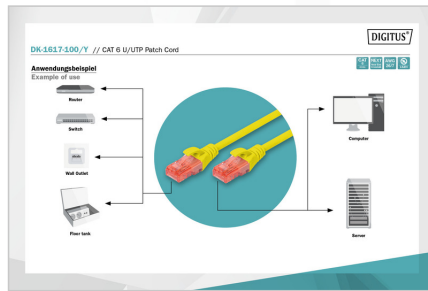 DIGITUS®
DK-1617-100/Y // CAT 6 U/UTP Patch Cord
Anwendungsbeispiel
Example of use
Router
Switch
Wall Outlet
Floor tank
Computer
Server